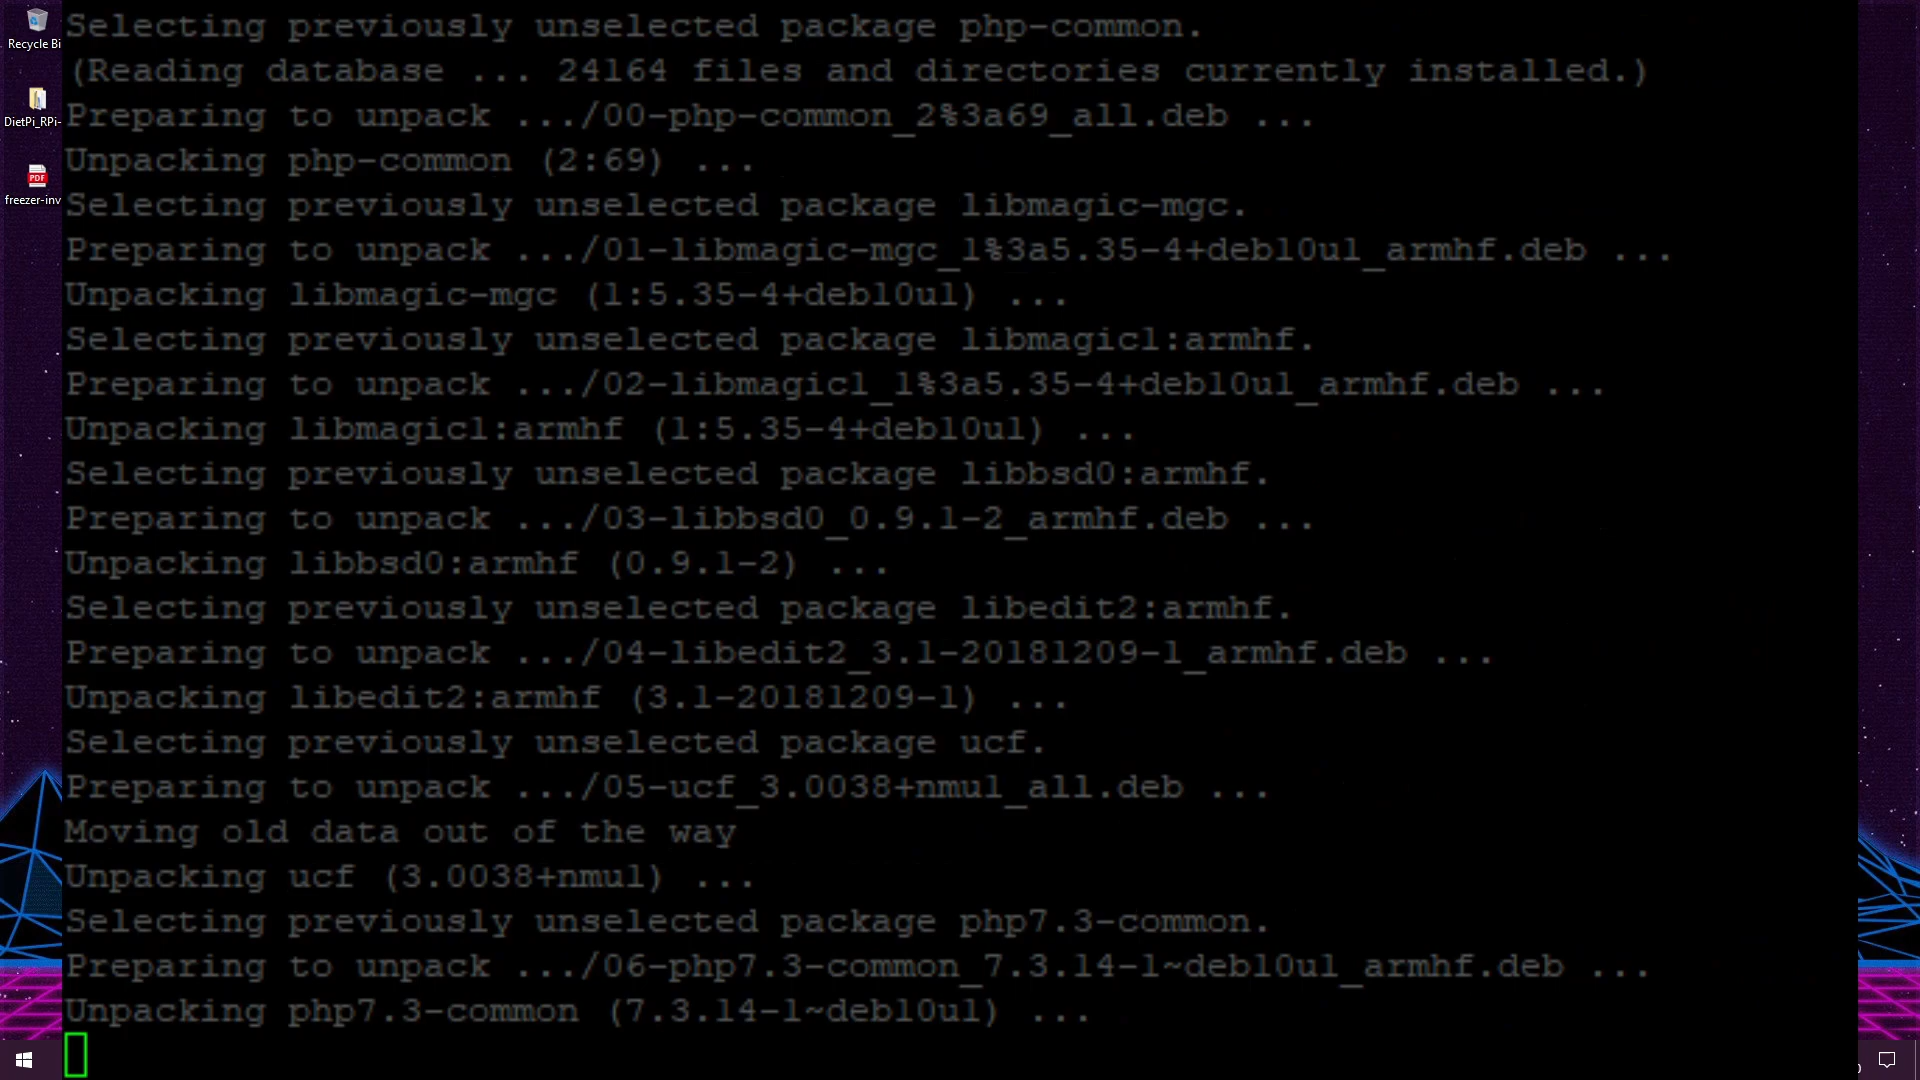 Selecting previously unselected package php-common.
(Reading database ... 24164 files and directories currently installed.)
Preparing to unpack .../00-php-common_2%3a69_all.deb ...
Unpacking php-common (2:69) ...
Selecting previously unselected package libmagic-mgc.
Preparing to unpack .../01-libmagic-mgc_1%3a5.35-4+deb10u1_armhf.deb ...
Unpacking libmagic-mgc (1:5.35-4+deb10u1) ...
Selecting previously unselected package libmagic1:armhf.
Preparing to unpack .../02-libmagic1_1%3a5.35-4+deb10u1_armhf.deb ...
Unpacking libmagic1:armhf (1:5.35-4+deb10u1) ...
Selecting previously unselected package libbsd0:armhf.
Preparing to unpack .../03-libbsd0_0.9.1-2_armhf.deb ...
Unpacking libbsd0:armhf (0.9.1-2) ...
Selecting previously unselected package libedit2:armhf.
Preparing to unpack .../04-libedit2_3.1-20181209-1_armhf.deb ...
Unpacking libedit2:armhf (3.1-20181209-1) ...
Selecting previously unselected package ucf.
Preparing to unpack .../05-ucf_3.0038+nmu1_all.deb ...
Moving old data out of the way
Unpacking ucf (3.0038+nmu1) ...
Selecting previously unselected package php7.3-common.
Preparing to unpack .../06-php7.3-common_7.3.14-1~deb10u1_armhf.deb ...
Unpacking php7.3-common (7.3.14-1~deb10u1) ...
Recycle Bi
DietPi_RPi-
PDF
freezer-inv